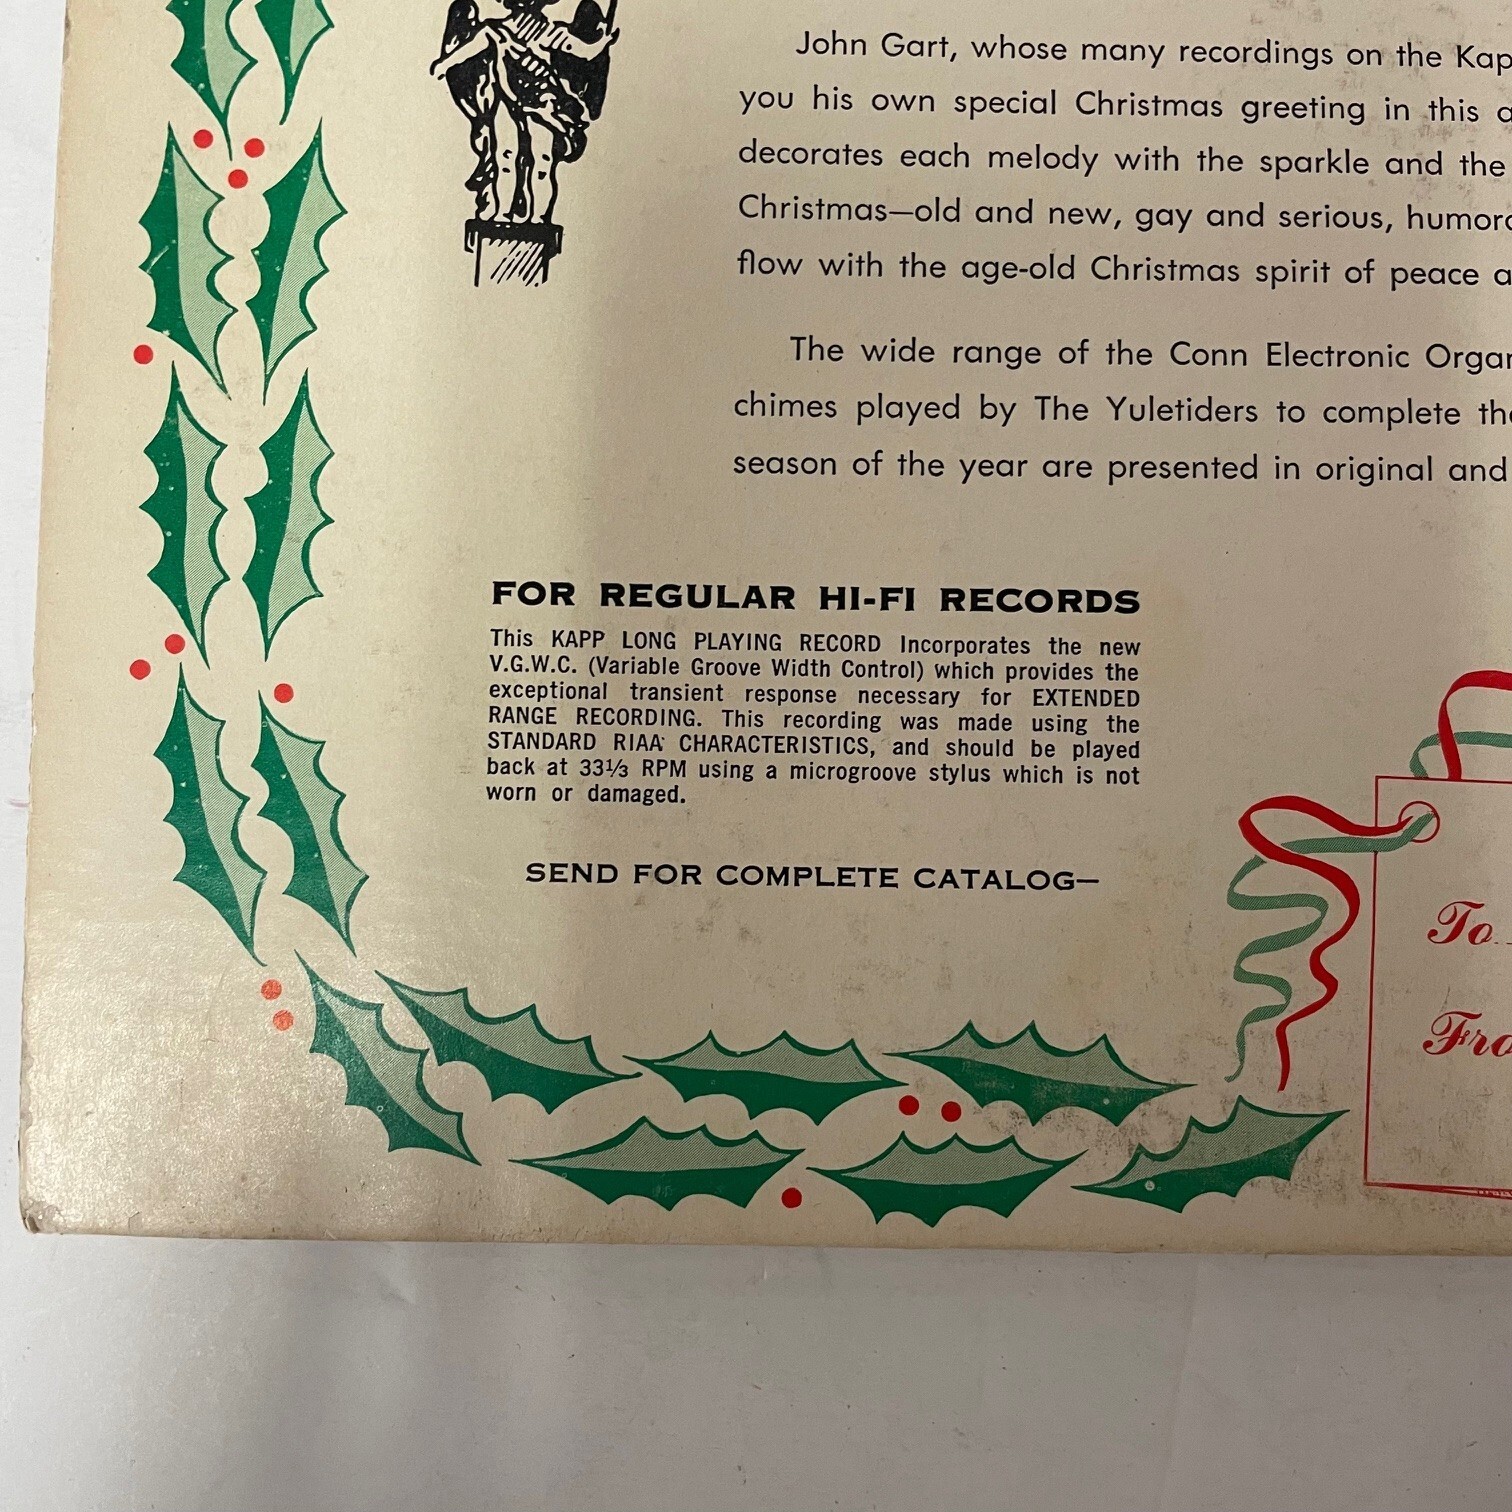 John Gart, whose many recordings on the Kap
you his own special Christmas greeting in this a
decorates each melody with the sparkle and the
Christmas—old and new, gay and serious, humoro
flow with the age-old Christmas spirit of peace a
The wide range of the Conn Electronic Organ
chimes played by The Yuletiders to complete the
season of the year are presented in original and
FOR REGULAR HI-FI RECORDS
This KAPP LONG PLAYING RECORD Incorporates the new
V.G.W.C. (Variable Groove Width Control) which provides the
exceptional transient response necessary for EXTENDED
RANGE RECORDING. This recording was made using the
STANDARD RIAA CHARACTERISTICS, and should be played
back at 33⅓ RPM using a microgroove stylus which is not
worn or damaged.
SEND FOR COMPLETE CATALOG—
To
Fro